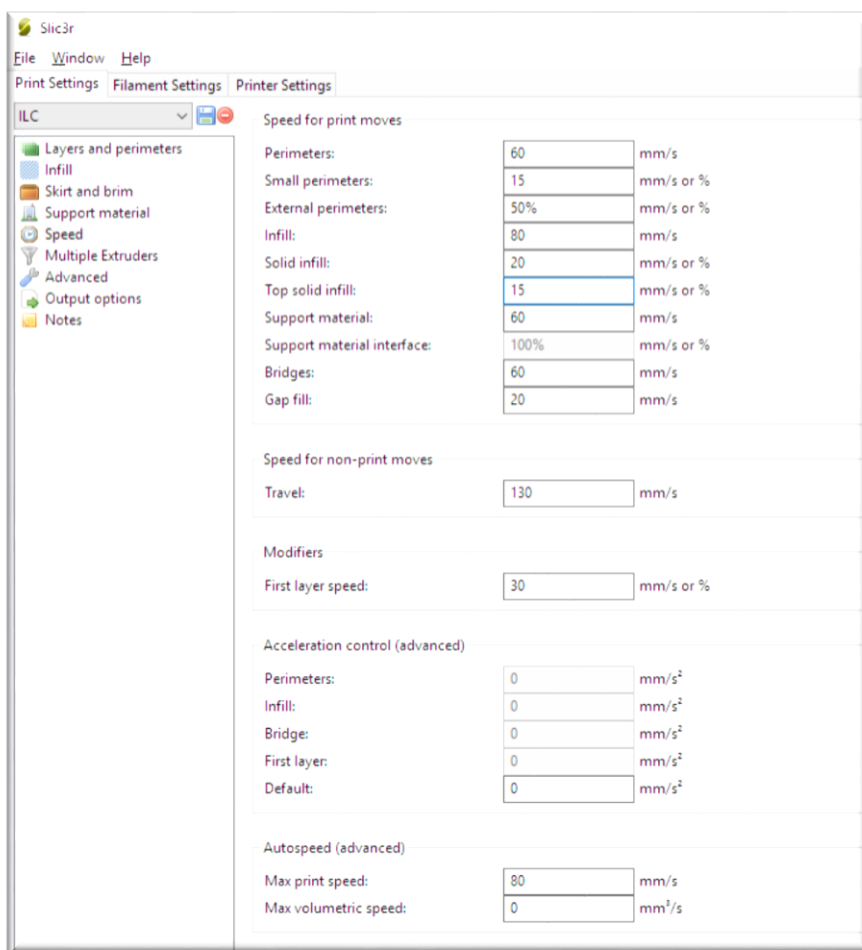 Slic3r
File Window Help
Print Settings Filament Settings Printer Settings
ILC
Layers and perimeters
Infill
Skirt and brim
Support material
Speed
Multiple Extruders
Advanced
Output options
Notes
Speed for print moves
Perimeters: 60 mm/s
Small perimeters: 15 mm/s or %
External perimeters: 50% mm/s or %
Infill: 80 mm/s
Solid infill: 20 mm/s or %
Top solid infill: 15 mm/s or %
Support material: 60 mm/s
Support material interface: 100% mm/s or %
Bridges: 60 mm/s
Gap fill: 20 mm/s
Speed for non-print moves
Travel: 130 mm/s
Modifiers
First layer speed: 30 mm/s or %
Acceleration control (advanced)
Perimeters: 0 mm/s²
Infill: 0 mm/s²
Bridge: 0 mm/s²
First layer: 0 mm/s²
Default: 0 mm/s²
Autospeed (advanced)
Max print speed: 80 mm/s
Max volumetric speed: 0 mm³/s